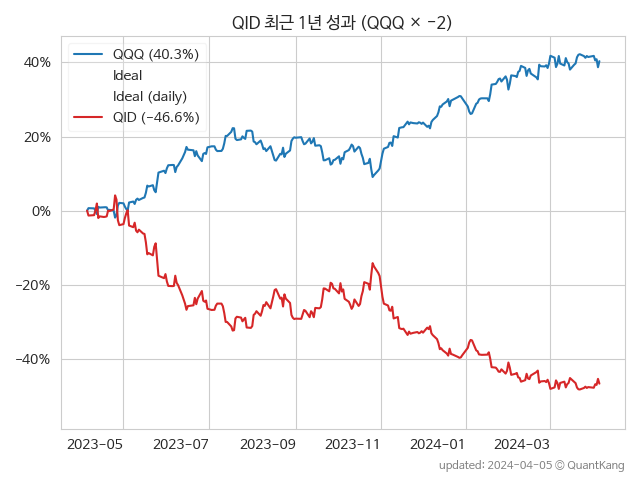 QID 최근 1년 성과 (QQQ × −2)
QQQ (40.3%)
Ideal
Ideal (daily)
QID (−46.6%)
40%
20%
0%
−20%
−40%
2023−05 2023−07 2023−09 2023−11 2024−01 2024−03
updated: 2024-04-05 © QuantKang